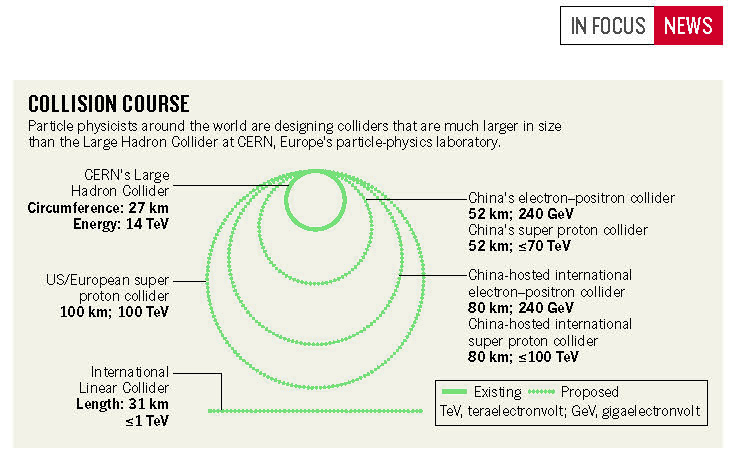 IN FOCUS NEWS
COLLISION COURSE
Particle physicists around the world are designing colliders that are much larger in size
than the Large Hadron Collider at CERN, Europe's particle-physics laboratory.
CERN's Large
Hadron Collider
Circumference: 27 km
Energy: 14 TeV
US/European super
proton collider
100 km; 100 TeV
International
Linear Collider
Length: 31 km
≤1 TeV
China's electron–positron collider
52 km; 240 GeV
China's super proton collider
52 km; ≤70 TeV
China-hosted international
electron–positron collider
80 km; 240 GeV
China-hosted international
super proton collider
80 km; ≤100 TeV
Existing Proposed
TeV, teraelectronvolt; GeV, gigaelectronvolt